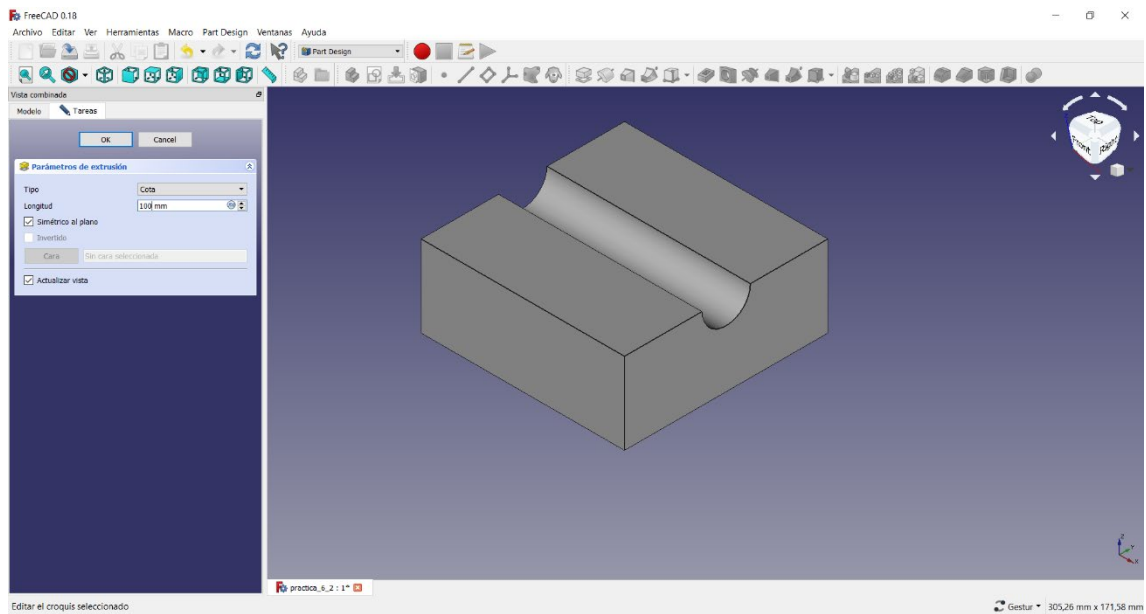 FreeCAD 0.18
Archivo Editar Ver Herramientas Macro Part Design Ventanas Ayuda
Part Design
Vista combinada
Modelo Tareas
OK Cancel
Parámetros de extrusión
Tipo Cota
Longitud 100 mm
Simétrico al plano
Invertido
Cara Sin cara seleccionada
Actualizar vista
Top
Front Right
Z
Y
X
practica_6_2 : 1*
Editar el croquis seleccionado
Gestur 305,26 mm x 171,58 mm